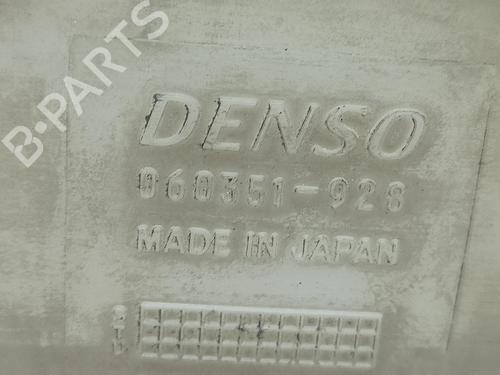 B-PARTS
DENSO
060351-928
MADE IN JAPAN